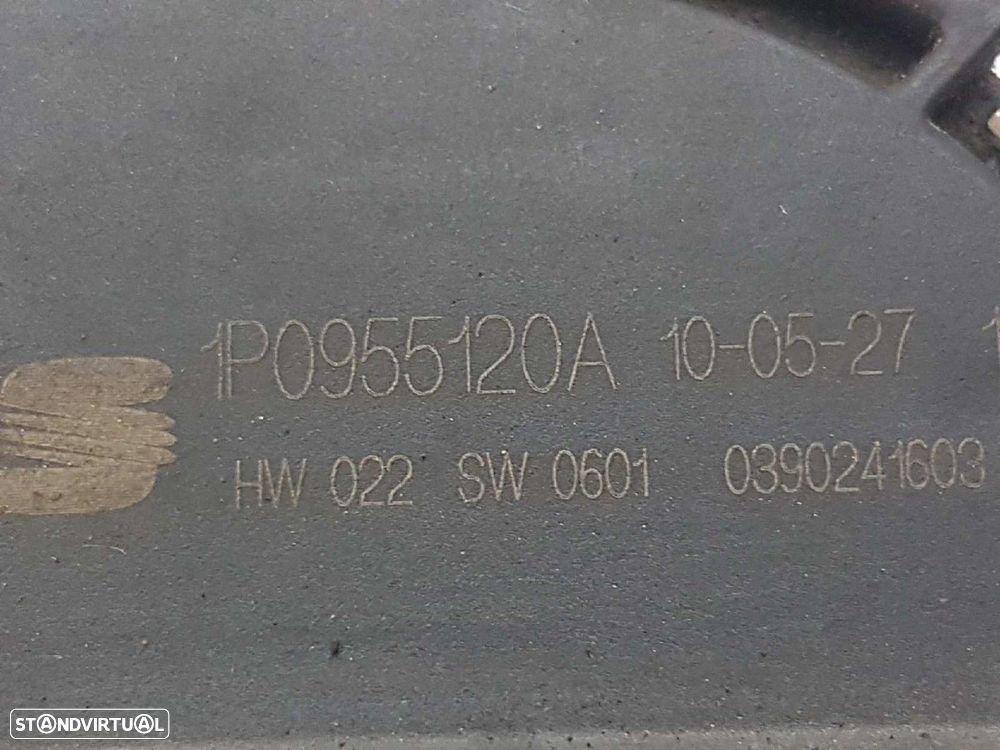 1P0955120A 10-05-27
HW 022 SW 0601 0390241603
STANDVIRTUAL